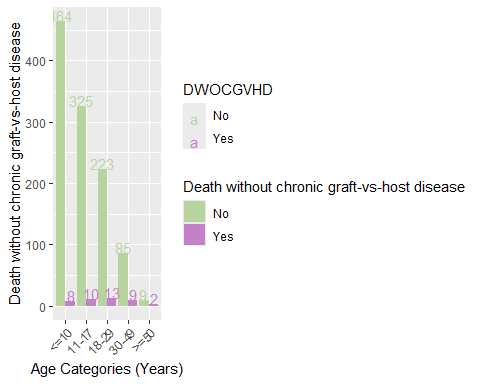 Death without chronic graft-vs-host disease
400
300
200
100
0
464
325
223
85
9
8
10
13
9
2
<=10
11-17
18-29
30-49
>=50
Age Categories (Years)
DWOCGVHD
a No
a Yes
Death without chronic graft-vs-host disease
No
Yes